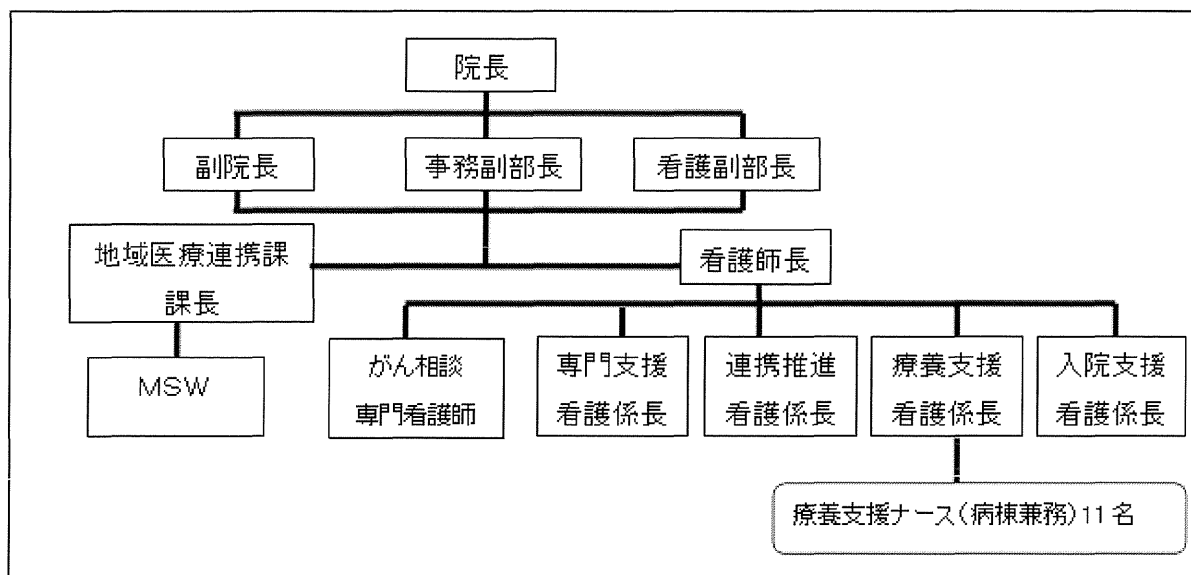 院長
副院長
事務副部長
看護副部長
地域医療連携課
課長
看護師長
MSW
がん相談
専門看護師
専門支援
看護係長
連携推進
看護係長
療養支援
看護係長
入院支援
看護係長
療養支援ナース(病棟兼務)11名